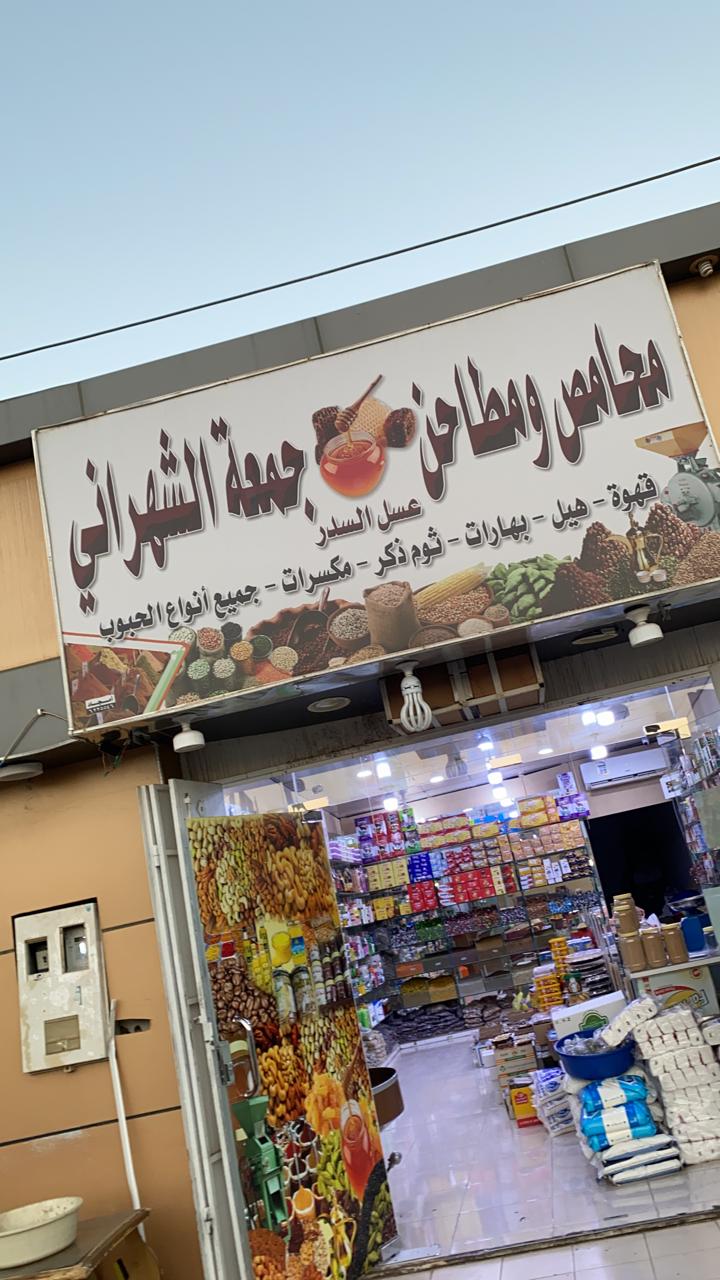 محامص ومطاحن جمعة الشهراني
عسل السدر
قهوة - هيل - بهارات - ثوم ذكر - مكسرات - جميع أنواع الحبوب